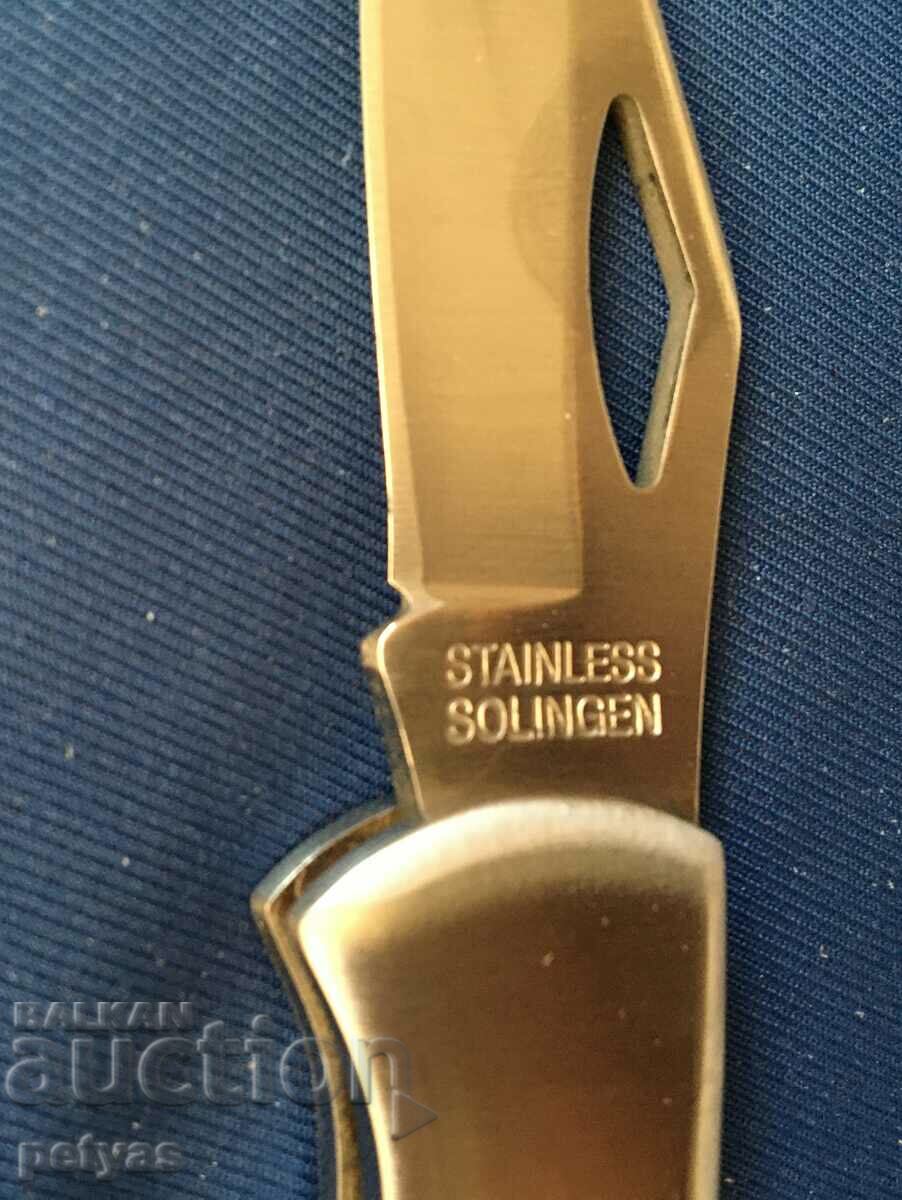 STAINLESS
SOLINGEN
BALKAN
auction
petyas